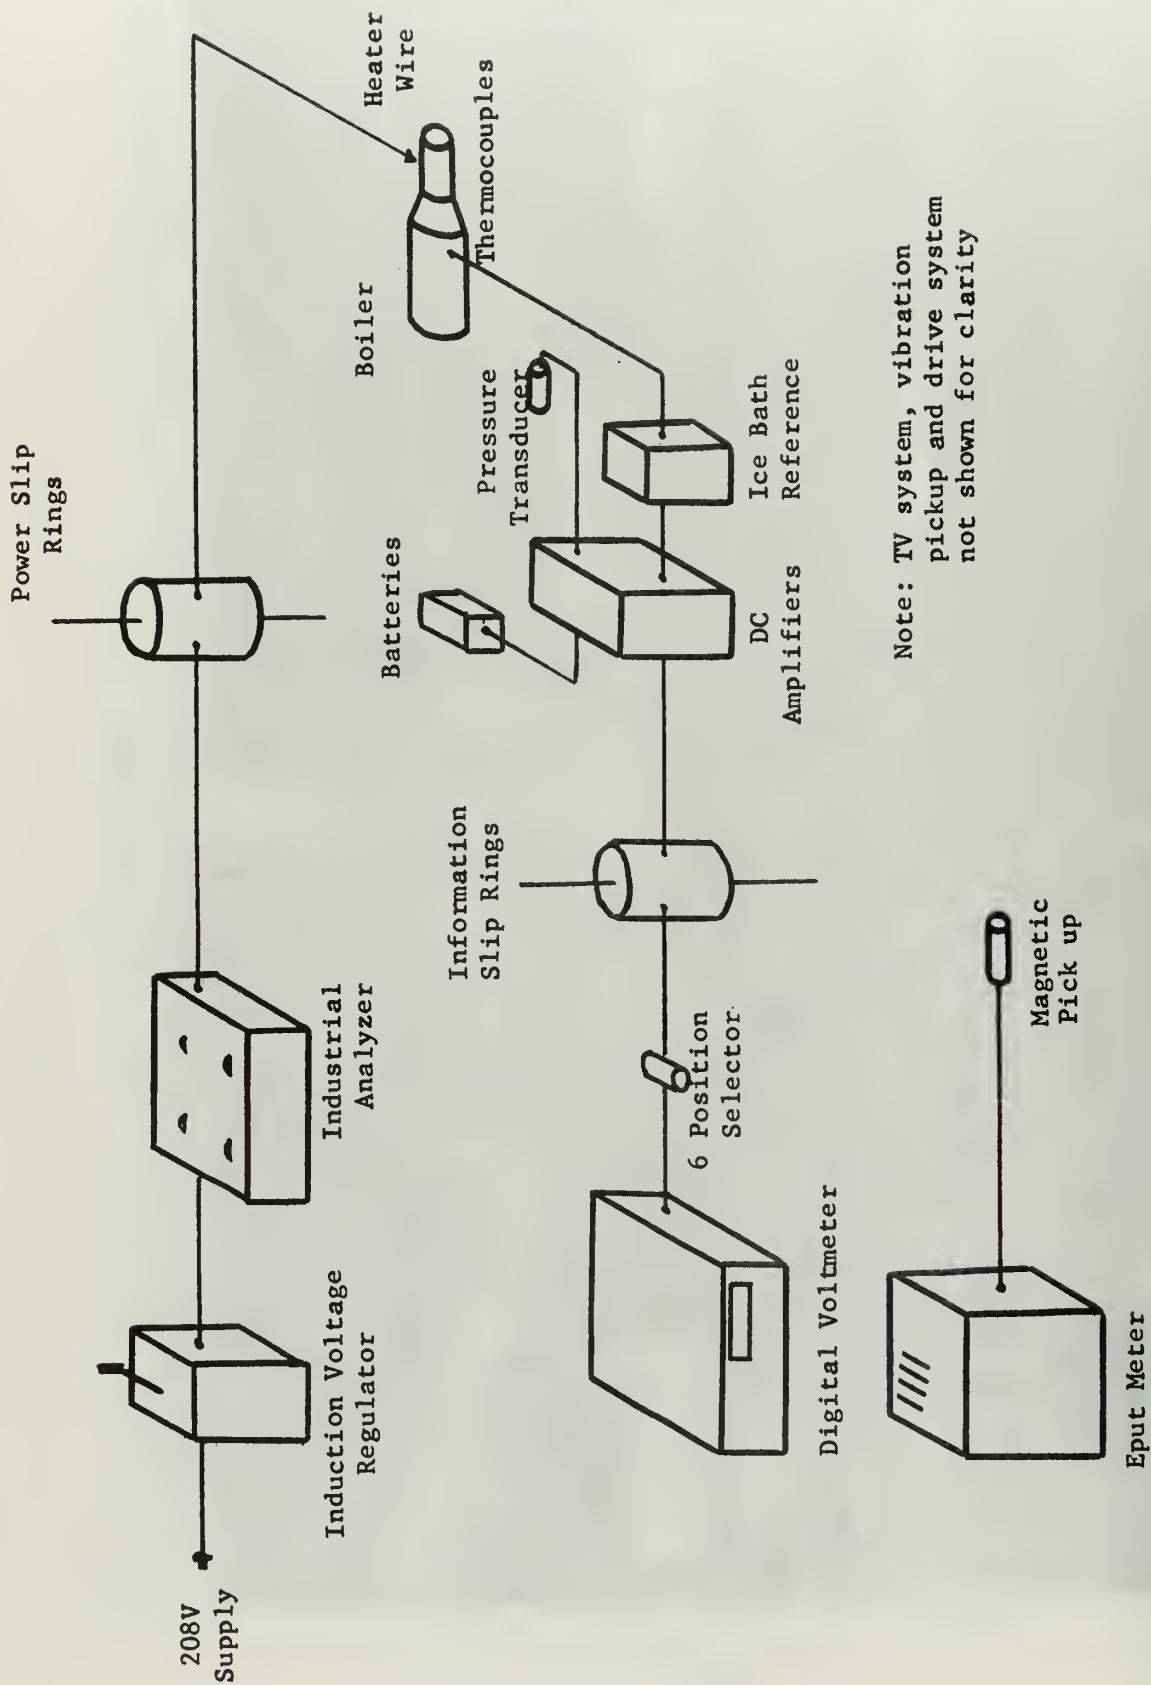 Power Slip
Rings
208V
Supply
Induction Voltage
Regulator
Industrial
Analyzer
Heater
Wire
Boiler
Thermocouples
Batteries
Pressure
Transducer
Information
Slip Rings
6 Position
Selector
Digital Voltmeter
DC
Amplifiers
Ice Bath
Reference
Eput Meter
Magnetic
Pick up
Note: TV system, vibration
pickup and drive system
not shown for clarity